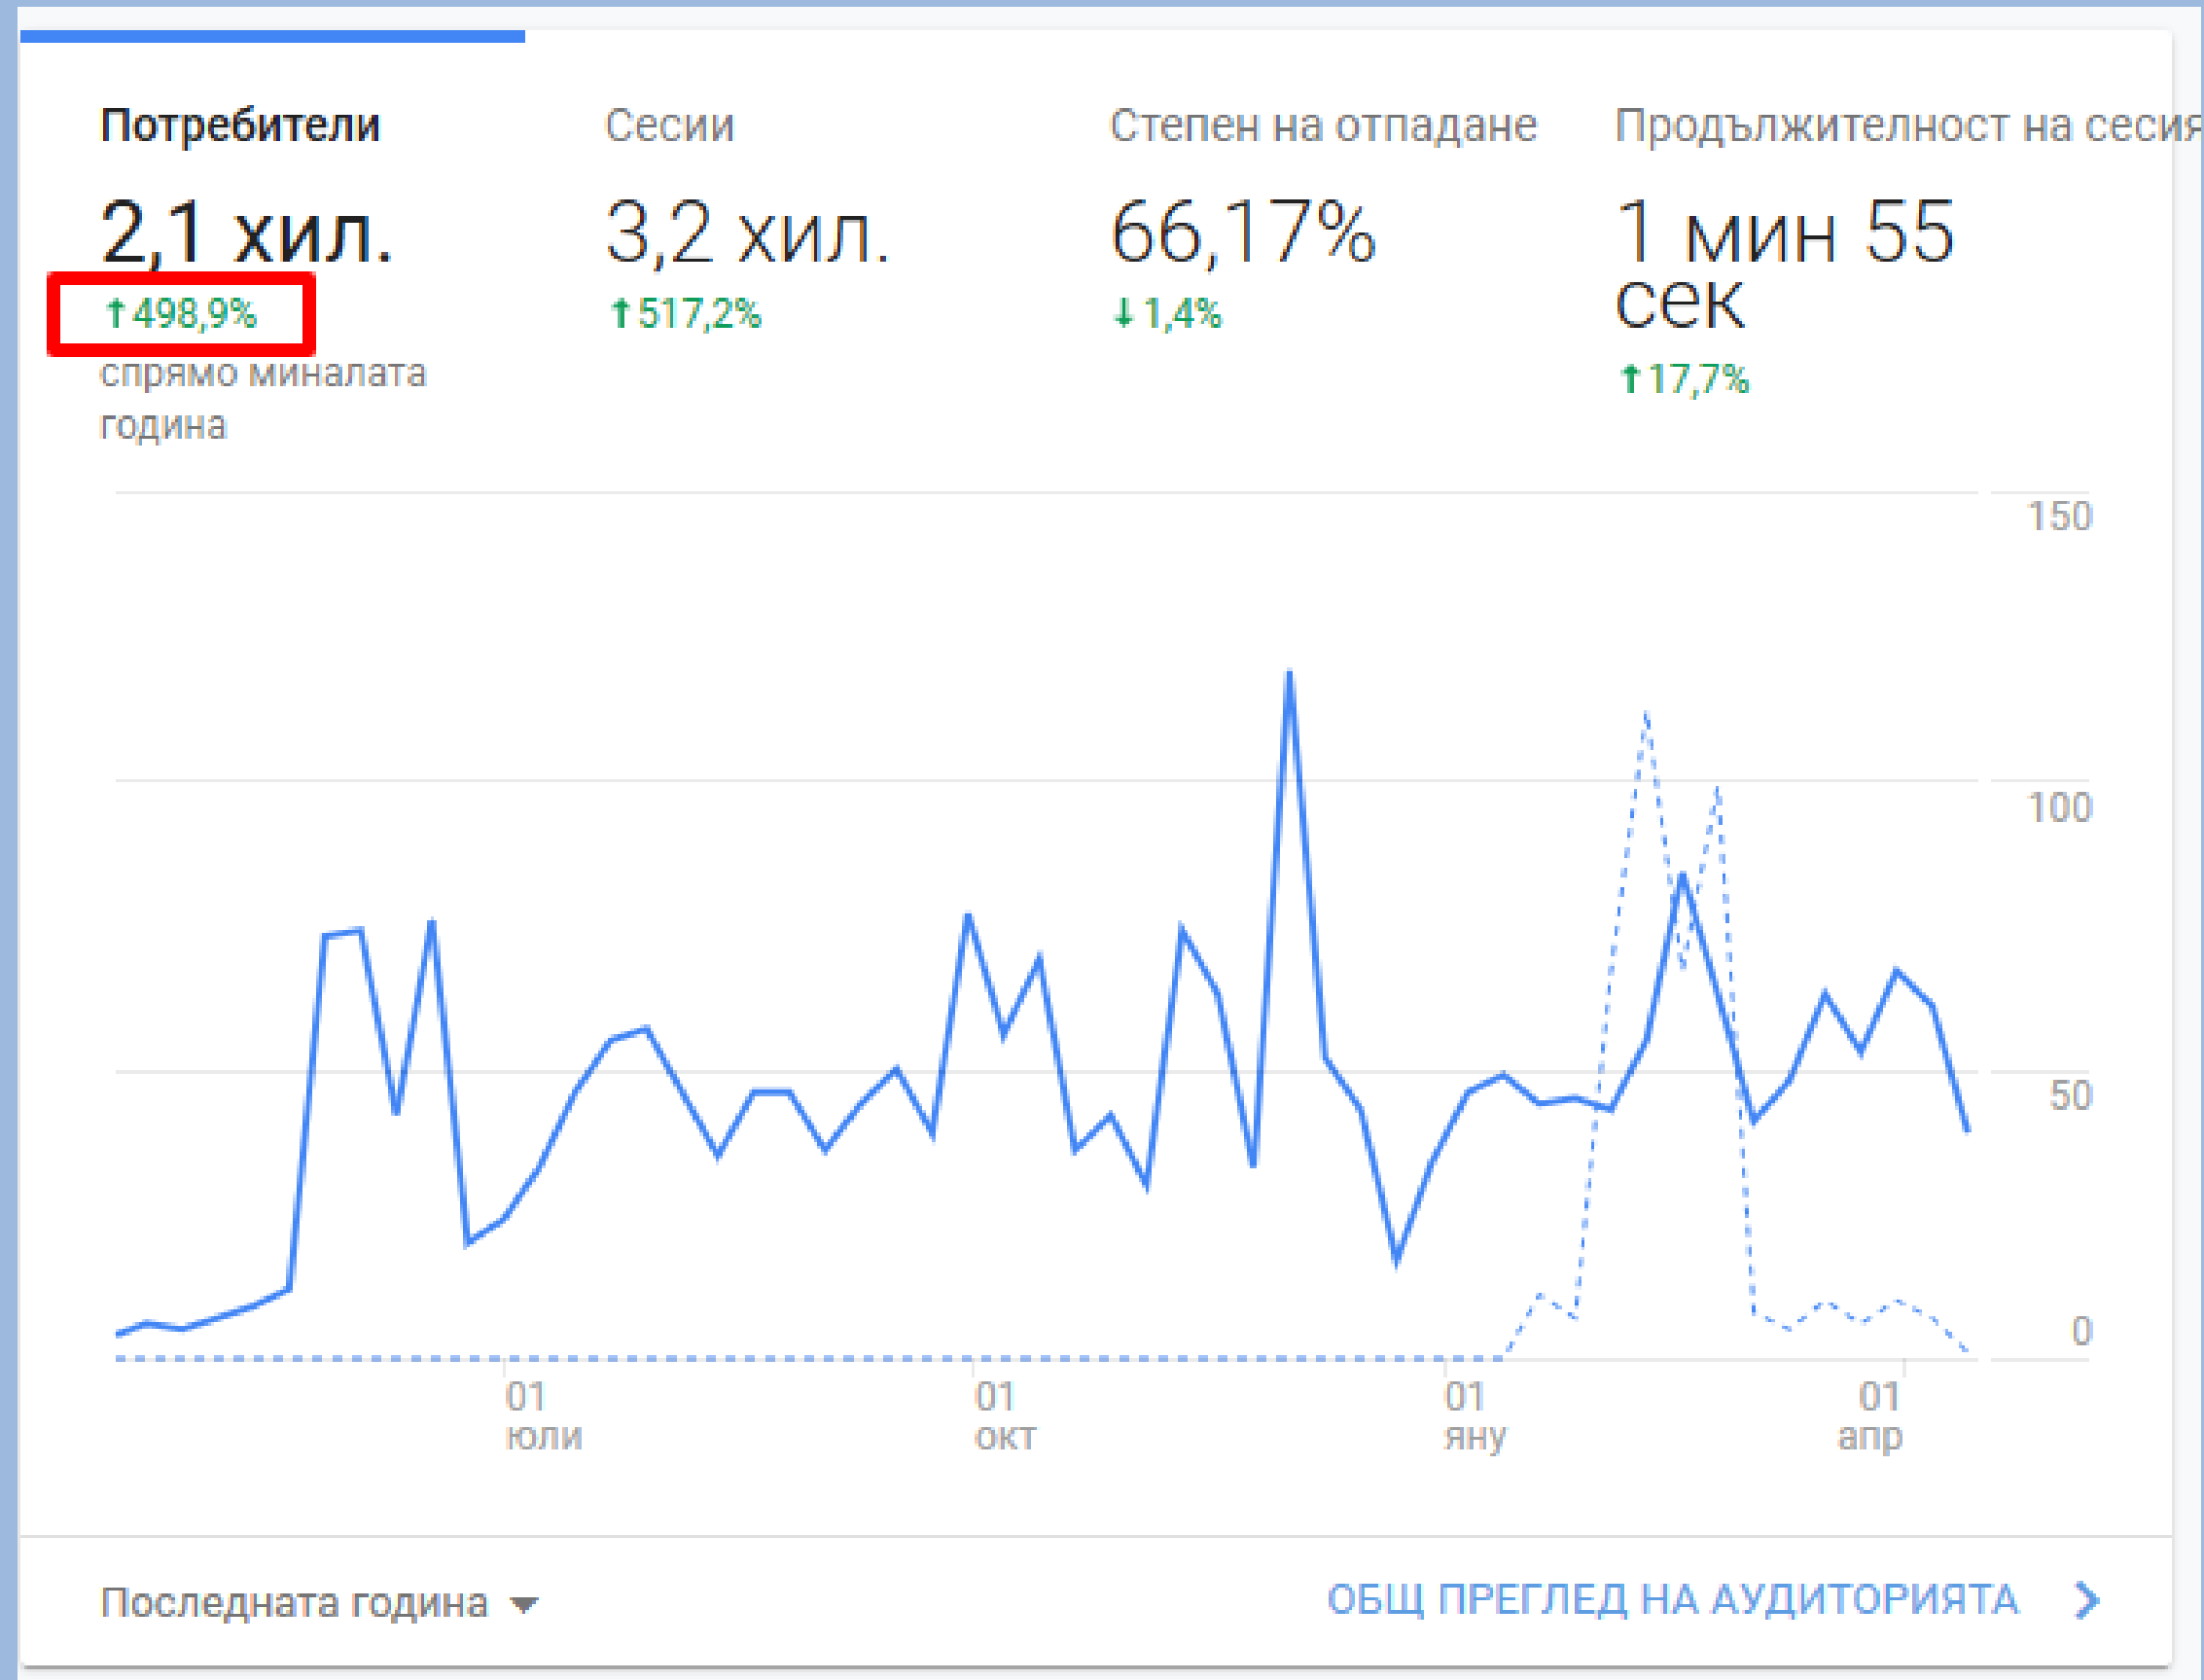 Потребители
2,1 хил.
↑498,9%
спрямо миналата
година
Сесии
3,2 хил.
↑517,2%
Степен на отпадане
66,17%
↓1,4%
Продължителност на сесия
1 мин 55
сек
↑17,7%
150
100
50
0
01
юли
01
окт
01
яну
01
апр
Последната година
ОБЩ ПРЕГЛЕД НА АУДИТОРИЯТА